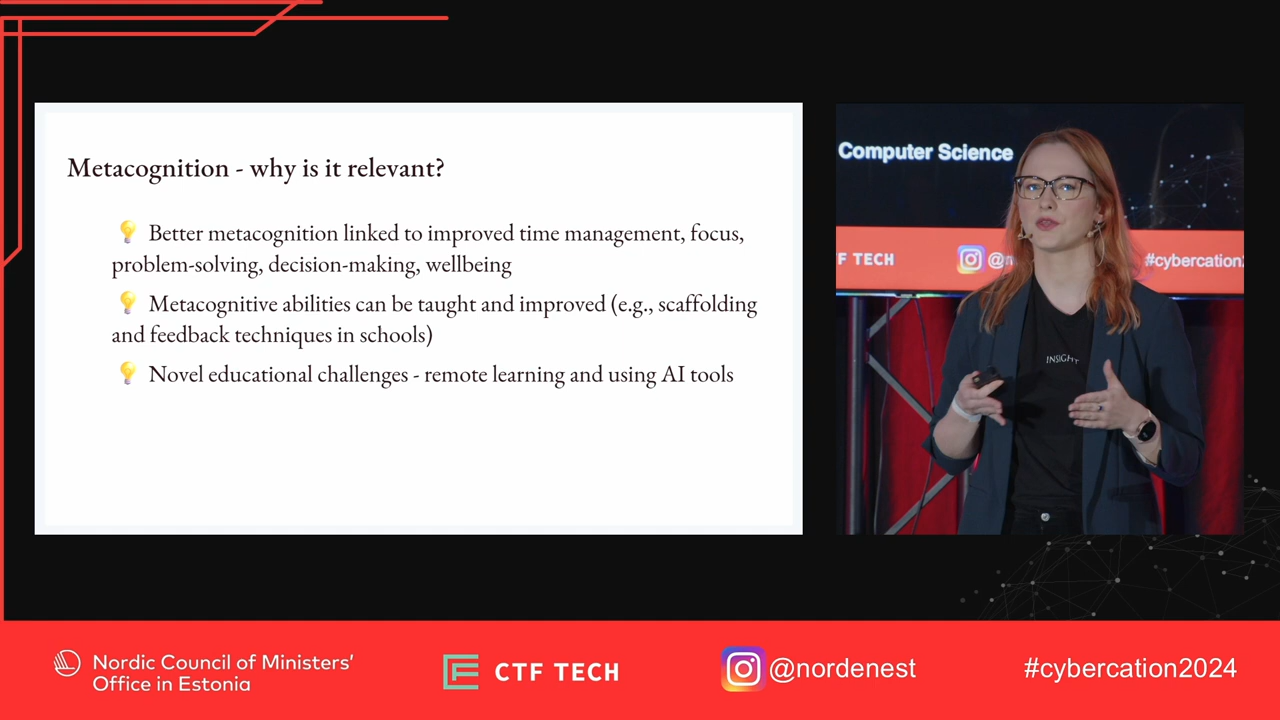 Metacognition - why is it relevant?
💡 Better metacognition linked to improved time management, focus,
problem-solving, decision-making, wellbeing
💡 Metacognitive abilities can be taught and improved (e.g., scaffolding
and feedback techniques in schools)
💡 Novel educational challenges - remote learning and using AI tools
Computer Science
TF TECH
@n
#cybercation2
INSIGHT
Nordic Council of Ministers'
Office in Estonia
CTF TECH
@nordenest
#cybercation2024